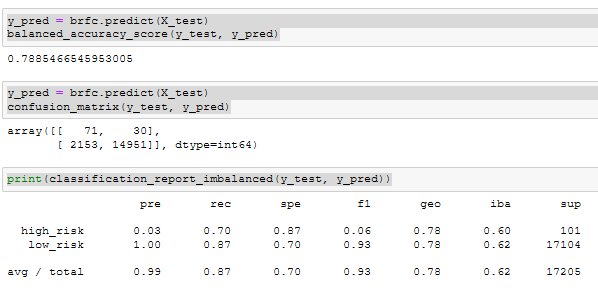 y_pred = brfc.predict(X_test)
balanced_accuracy_score(y_test, y_pred)
0.7885466545953005
y_pred = brfc.predict(X_test)
confusion_matrix(y_test, y_pred)
array([[   71,    30],
       [ 2153, 14951]], dtype=int64)
print(classification_report_imbalanced(y_test, y_pred))
pre rec spe f1 geo iba sup
high_risk 0.03 0.70 0.87 0.06 0.78 0.60 101
low_risk 1.00 0.87 0.70 0.93 0.78 0.62 17104
avg / total 0.99 0.87 0.70 0.93 0.78 0.62 17205